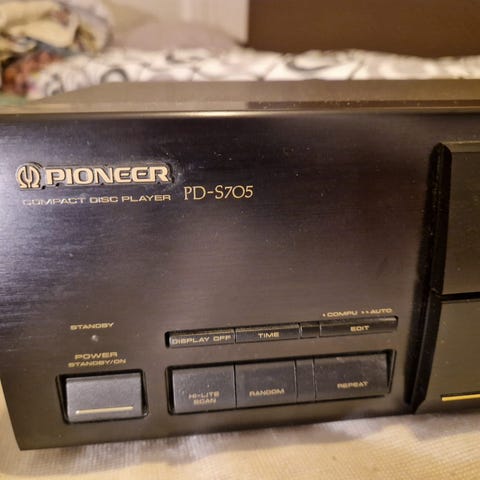 PIONEER
COMPACT DISC PLAYER PD-S705
STANDBY
• COMPU •• AUTO
DISPLAY OFF TIME EDIT
POWER
STANDBY/ON
HI-LITE
SCAN
RANDOM
REPEAT